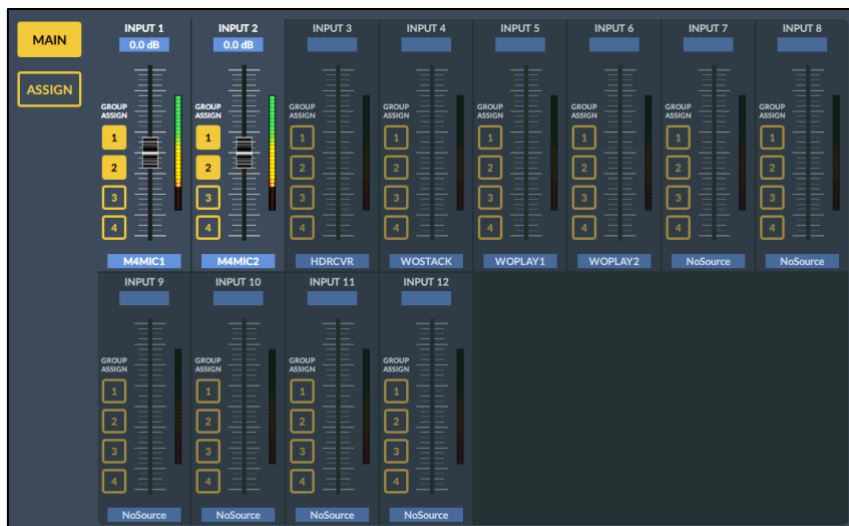 MAIN
ASSIGN
INPUT 1
INPUT 2
INPUT 3
INPUT 4
INPUT 5
INPUT 6
INPUT 7
INPUT 8
0.0 dB
0.0 dB
GROUP ASSIGN
1
2
3
4
GROUP ASSIGN
1
2
3
4
GROUP ASSIGN
1
2
3
4
GROUP ASSIGN
1
2
3
4
GROUP ASSIGN
1
2
3
4
GROUP ASSIGN
1
2
3
4
GROUP ASSIGN
1
2
3
4
GROUP ASSIGN
1
2
3
4
M4MIC1
M4MIC2
HDRCVR
WOSTACK
WOPLAY1
WOPLAY2
NoSource
NoSource
INPUT 9
INPUT 10
INPUT 11
INPUT 12
GROUP ASSIGN
1
2
3
4
GROUP ASSIGN
1
2
3
4
GROUP ASSIGN
1
2
3
4
GROUP ASSIGN
1
2
3
4
NoSource
NoSource
NoSource
NoSource